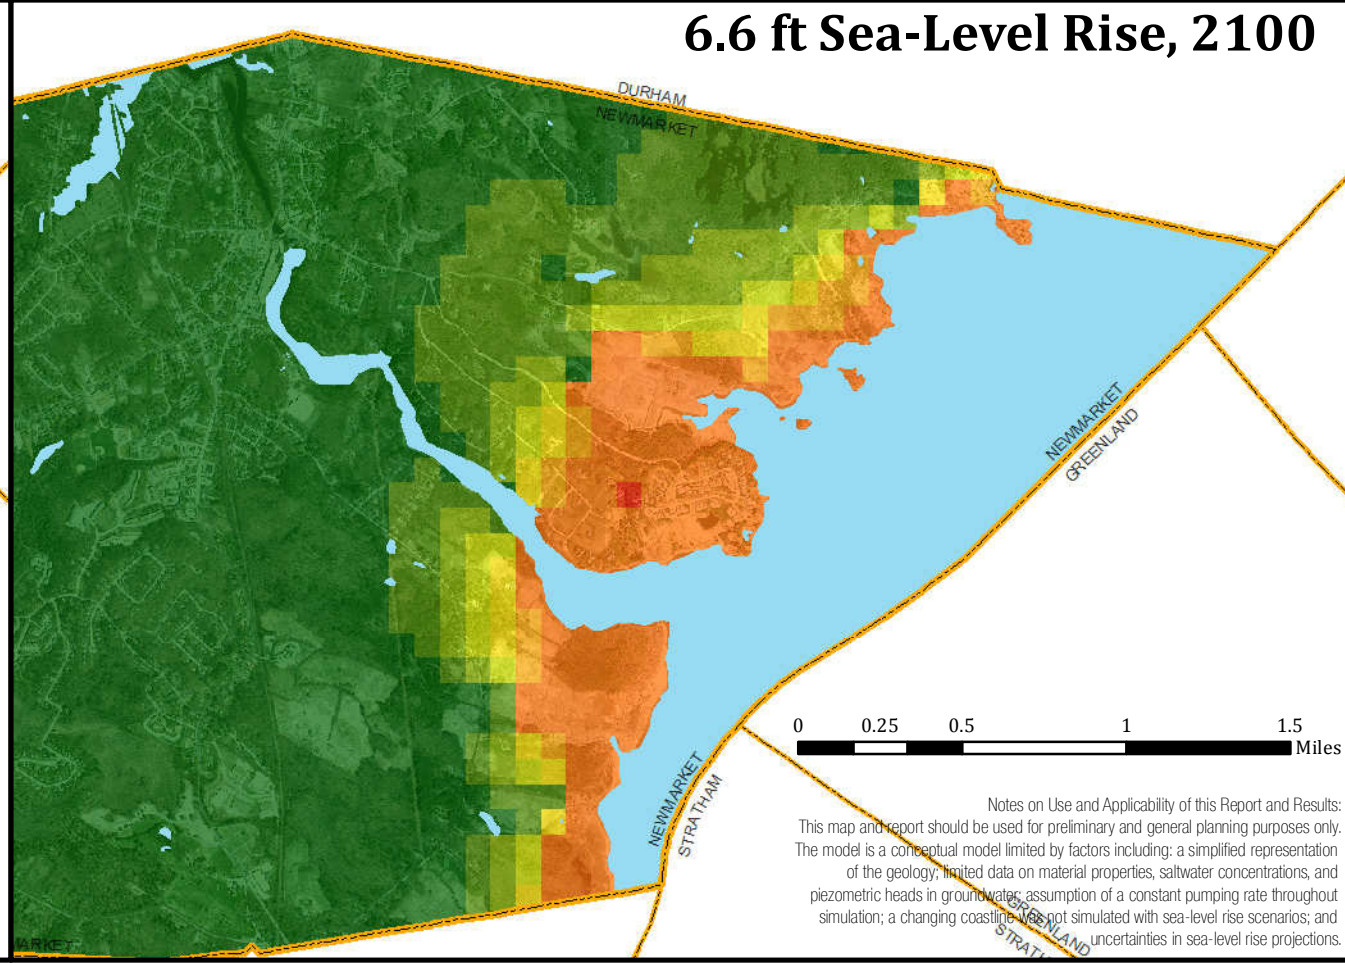 6.6 ft Sea-Level Rise, 2100
DURHAM
NEWMARKET
NEWMARKET
GREENLAND
0 0.25 0.5 1 1.5
Miles
NEWMARKET
STRATHAM
Notes on Use and Applicability of this Report and Results:
This map and report should be used for preliminary and general planning purposes only.
The model is a conceptual model limited by factors including: a simplified representation
of the geology; limited data on material properties, saltwater concentrations, and
piezometric heads in groundwater; assumption of a constant pumping rate throughout
simulation; a changing coastline was not simulated with sea-level rise scenarios; and
uncertainties in sea-level rise projections.
GREENLAND
STRATH
MARKET